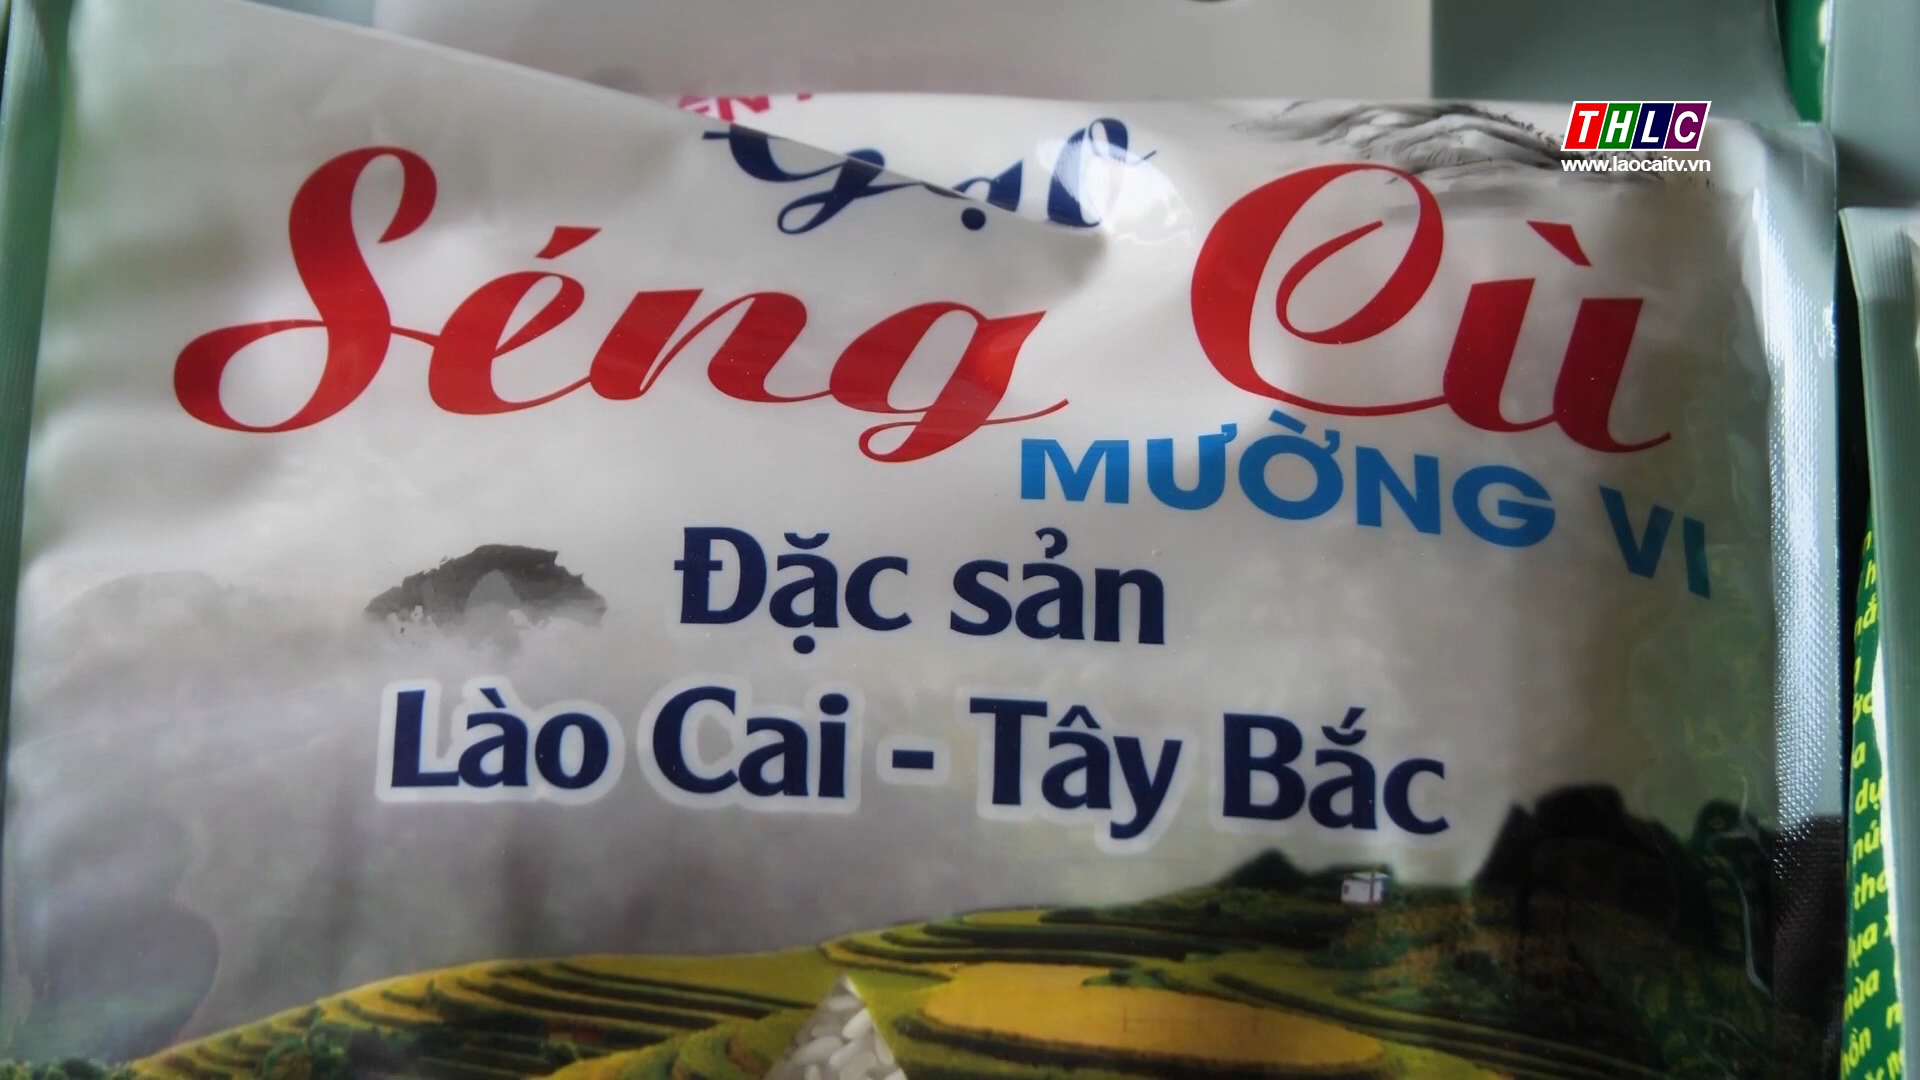 THLC
www.laocaitv.vn
Gạo
Séng Cù
MƯỜNG VI
Đặc sản
Lào Cai - Tây Bắc